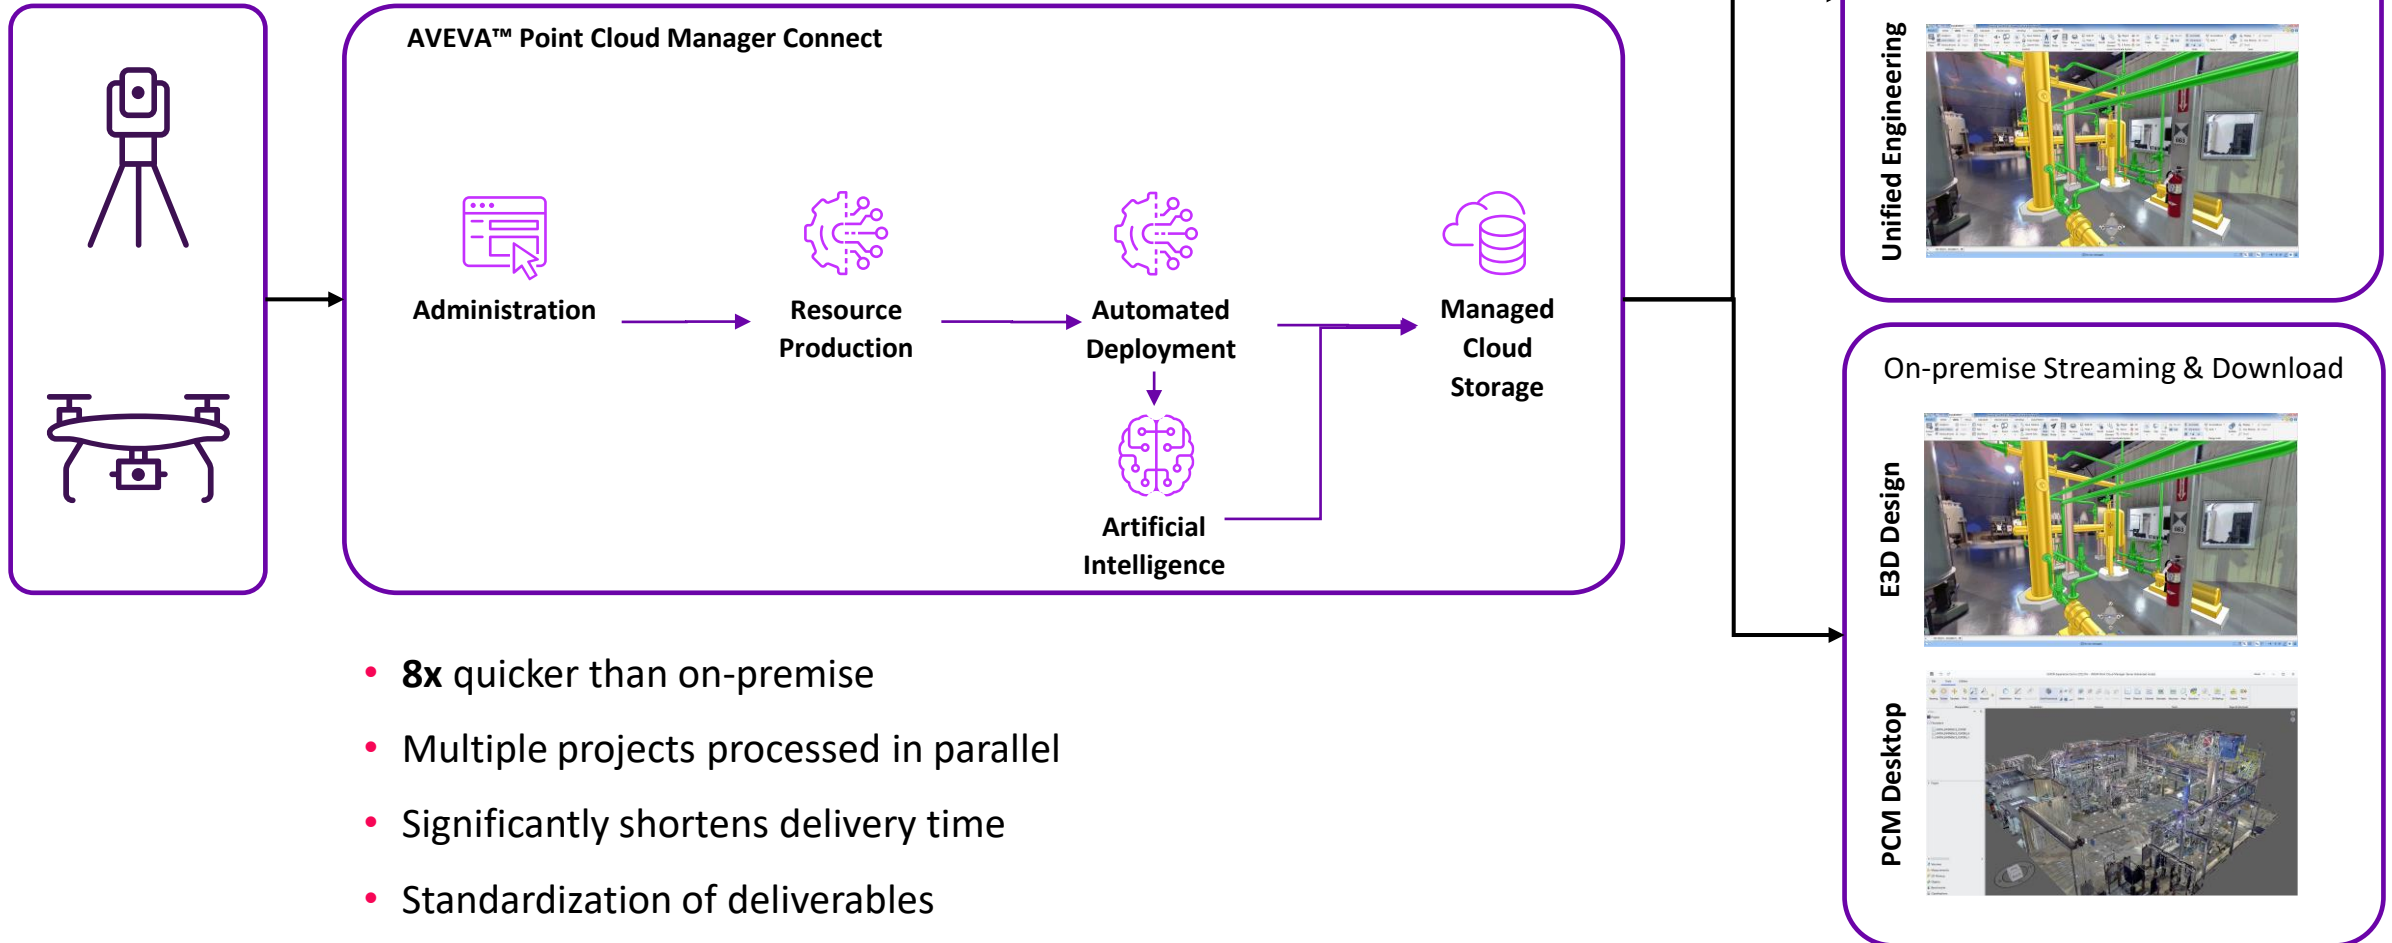 AVEVA™ Point Cloud Manager Connect
Administration
Resource
Production
Automated
Deployment
Managed
Cloud
Storage
Artificial
Intelligence
• 8x quicker than on-premise
• Multiple projects processed in parallel
• Significantly shortens delivery time
• Standardization of deliverables
Unified Engineering
On-premise Streaming & Download
E3D Design
PCM Desktop